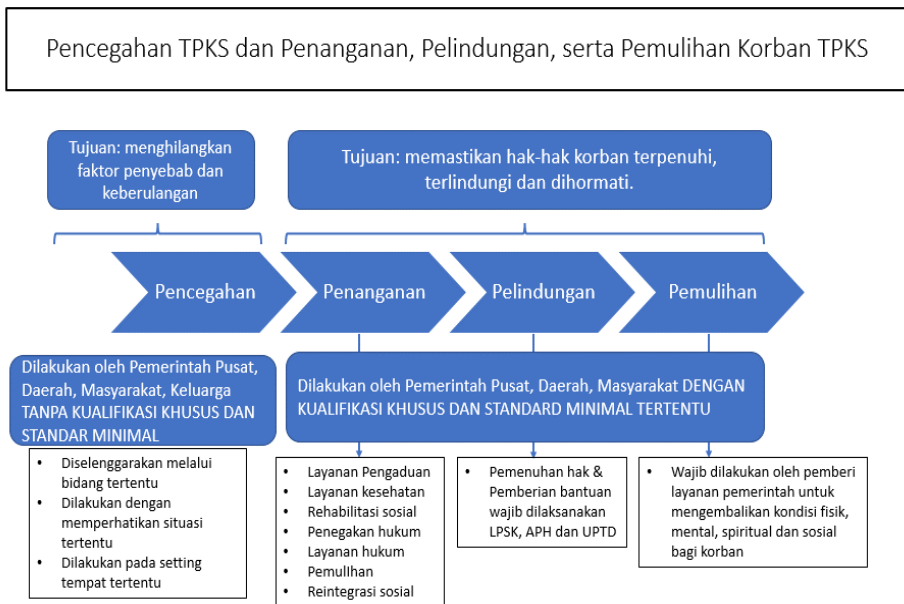 Pencegahan TPKS dan Penanganan, Pelindungan, serta Pemulihan Korban TPKS
Tujuan: menghilangkan
faktor penyebab dan
keberulangan
Tujuan: memastikan hak-hak korban terpenuhi,
terlindungi dan dihormati.
Pencegahan
Penanganan
Pelindungan
Pemulihan
Dilakukan oleh Pemerintah Pusat,
Daerah, Masyarakat, Keluarga
TANPA KUALIFIKASI KHUSUS DAN
STANDAR MINIMAL
Dilakukan oleh Pemerintah Pusat, Daerah, Masyarakat DENGAN
KUALIFIKASI KHUSUS DAN STANDARD MINIMAL TERTENTU
• Diselenggarakan melalui
bidang tertentu
• Dilakukan dengan
memperhatikan situasi
tertentu
• Dilakukan pada setting
tempat tertentu
• Layanan Pengaduan
• Layanan kesehatan
• Rehabilitasi sosial
• Penegakan hukum
• Layanan hukum
• PemulIhan
• Reintegrasi sosial
• Pemenuhan hak &
Pemberian bantuan
wajib dilaksanakan
LPSK, APH dan UPTD
• Wajib dilakukan oleh pemberi
layanan pemerintah untuk
mengembalikan kondisi fisik,
mental, spiritual dan sosial
bagi korban